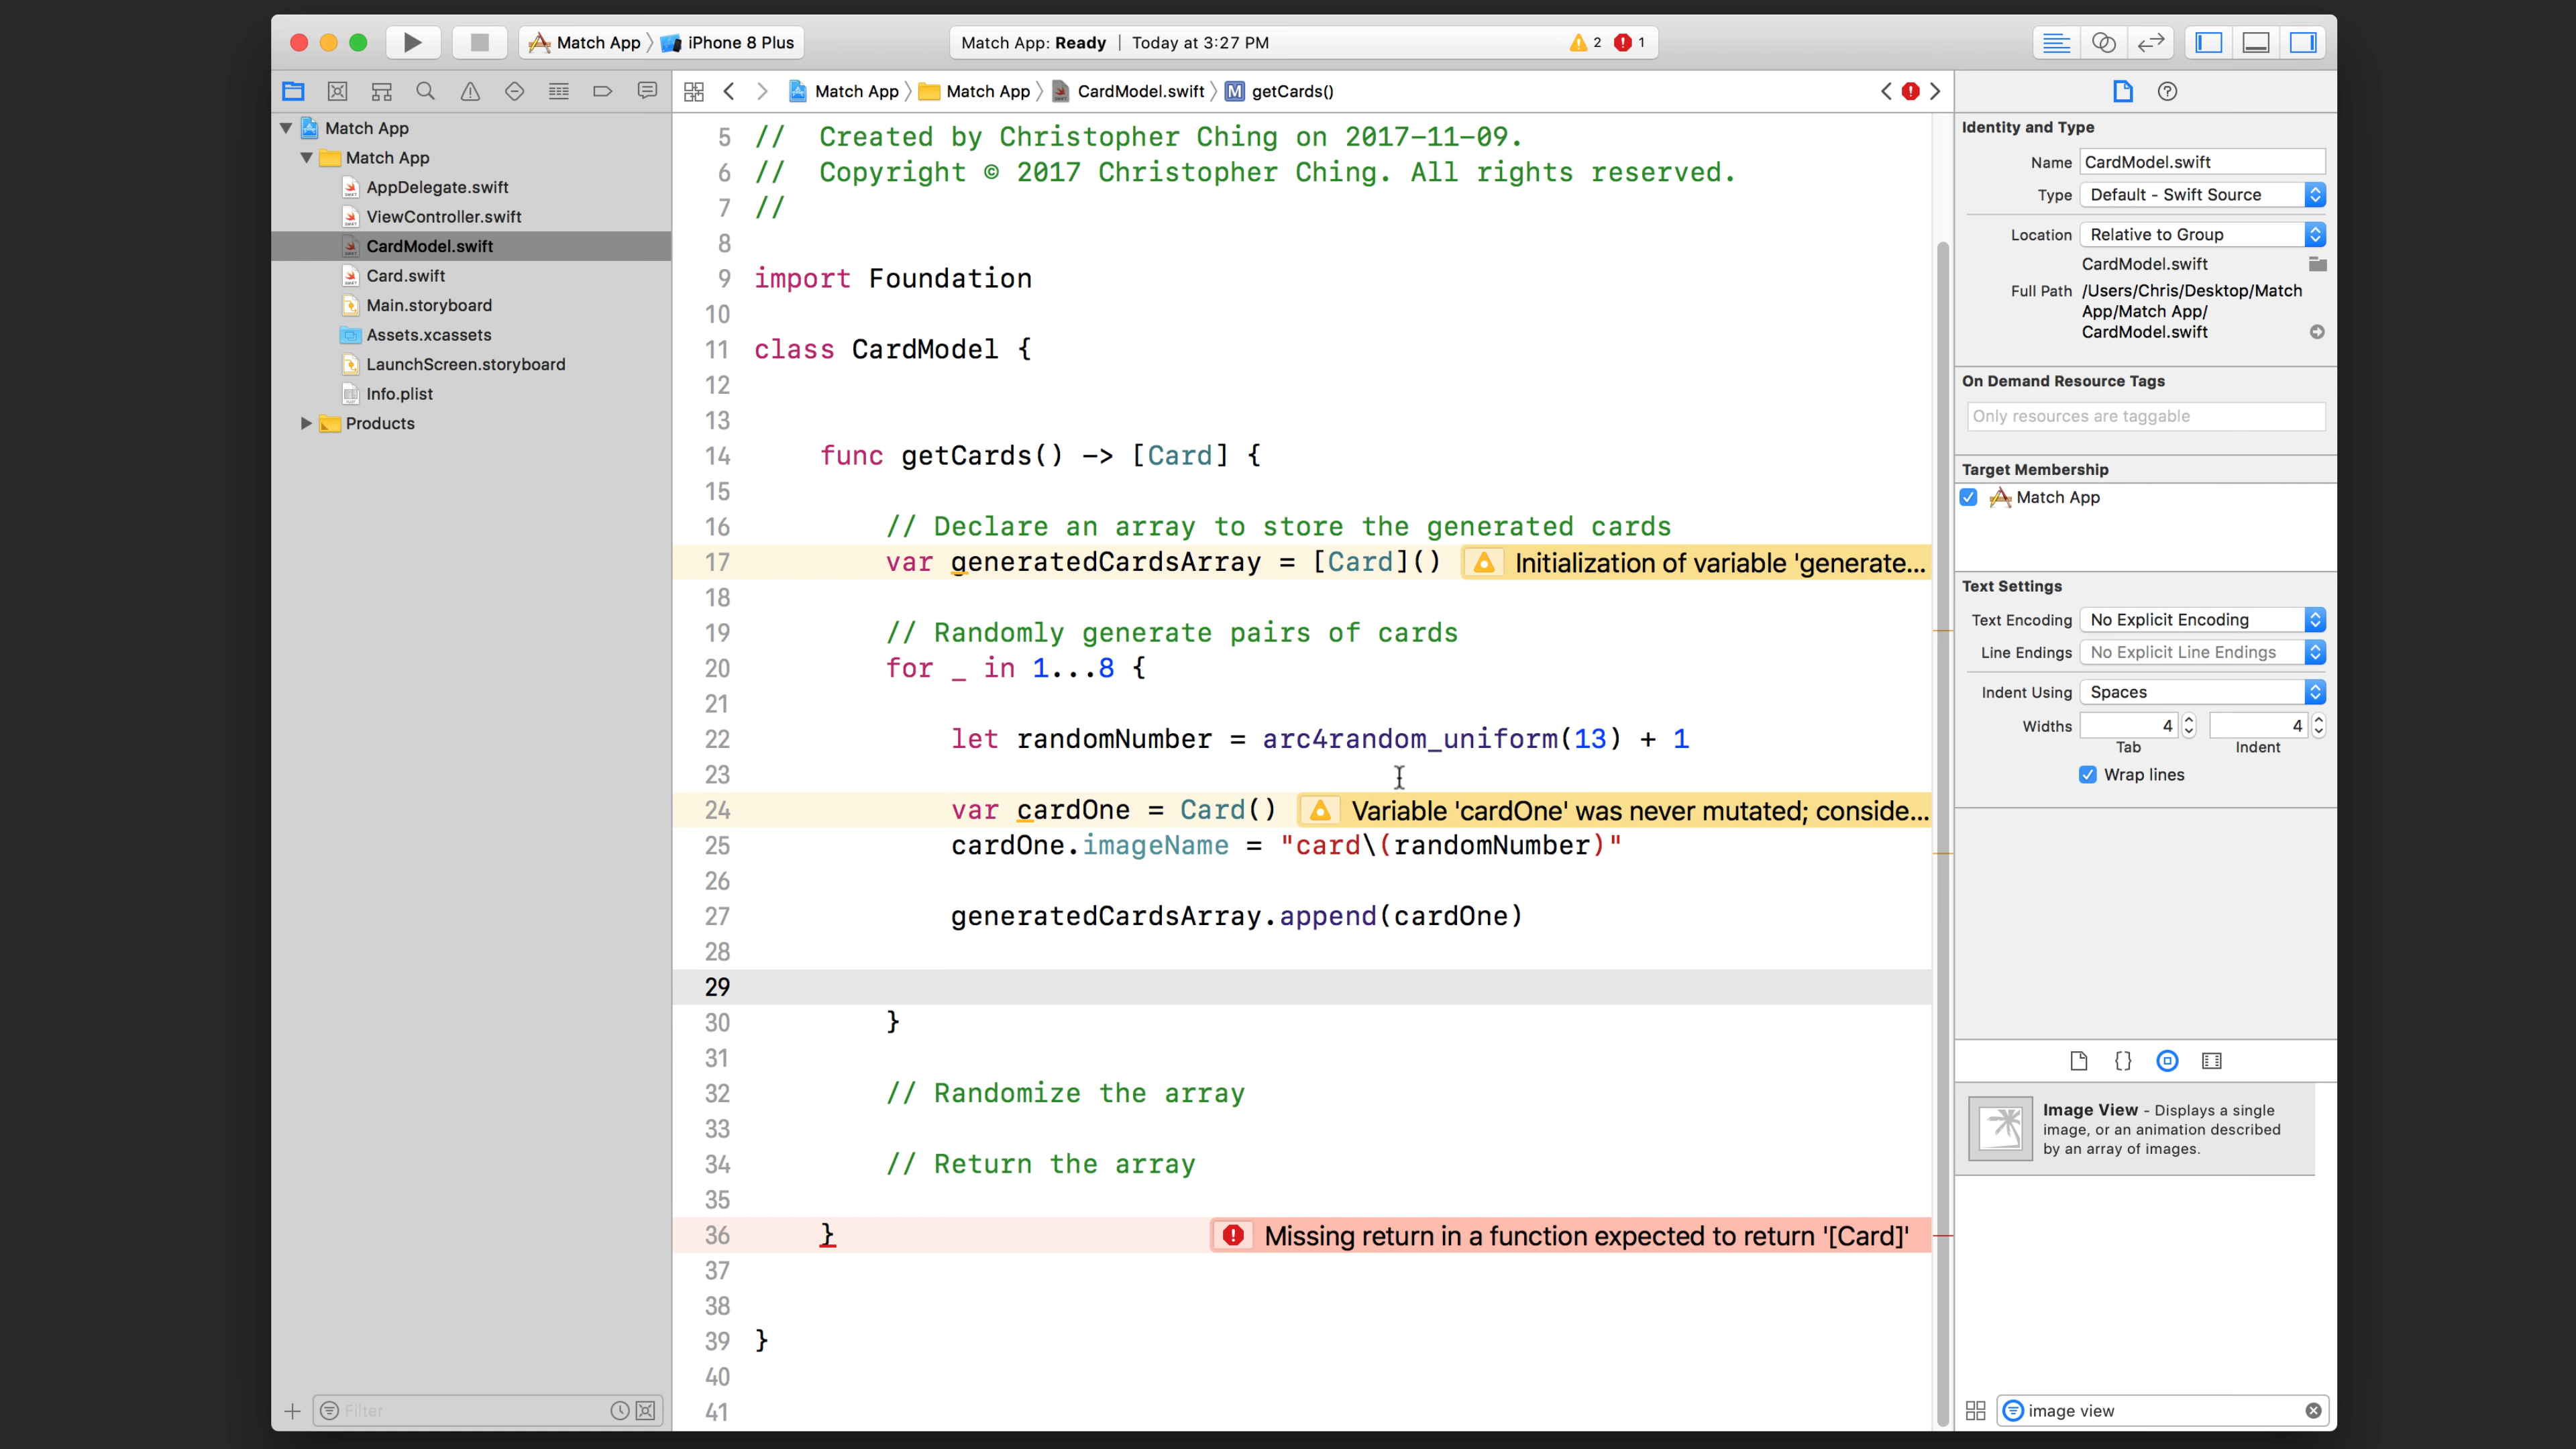 Match App
iPhone 8 Plus
Match App: Ready | Today at 3:27 PM
2
1
Match App
Match App
CardModel.swift
M
getCards()
Match App
Match App
AppDelegate.swift
ViewController.swift
CardModel.swift
Card.swift
Main.storyboard
Assets.xcassets
LaunchScreen.storyboard
Info.plist
Products
Filter
5 //  Created by Christopher Ching on 2017-11-09.
6 //  Copyright © 2017 Christopher Ching. All rights reserved.
7 //
8
9 import Foundation
10
11 class CardModel {
12
13
14     func getCards() -> [Card] {
15
16         // Declare an array to store the generated cards
17         var generatedCardsArray = [Card]() Initialization of variable 'generate...
18
19         // Randomly generate pairs of cards
20         for _ in 1...8 {
21
22             let randomNumber = arc4random_uniform(13) + 1
23
24             var cardOne = Card() Variable 'cardOne' was never mutated; conside...
25             cardOne.imageName = "card\(randomNumber)"
26
27             generatedCardsArray.append(cardOne)
28
29
30         }
31
32         // Randomize the array
33
34         // Return the array
35
36     } Missing return in a function expected to return '[Card]'
37
38
39 }
40
41
Identity and Type
Name CardModel.swift
Type Default - Swift Source
Location Relative to Group
CardModel.swift
Full Path /Users/Chris/Desktop/Match
App/Match App/
CardModel.swift
On Demand Resource Tags
Only resources are taggable
Target Membership
Match App
Text Settings
Text Encoding No Explicit Encoding
Line Endings No Explicit Line Endings
Indent Using Spaces
Widths 4 4
Tab Indent
Wrap lines
{}
Image View - Displays a single
image, or an animation described
by an array of images.
image view